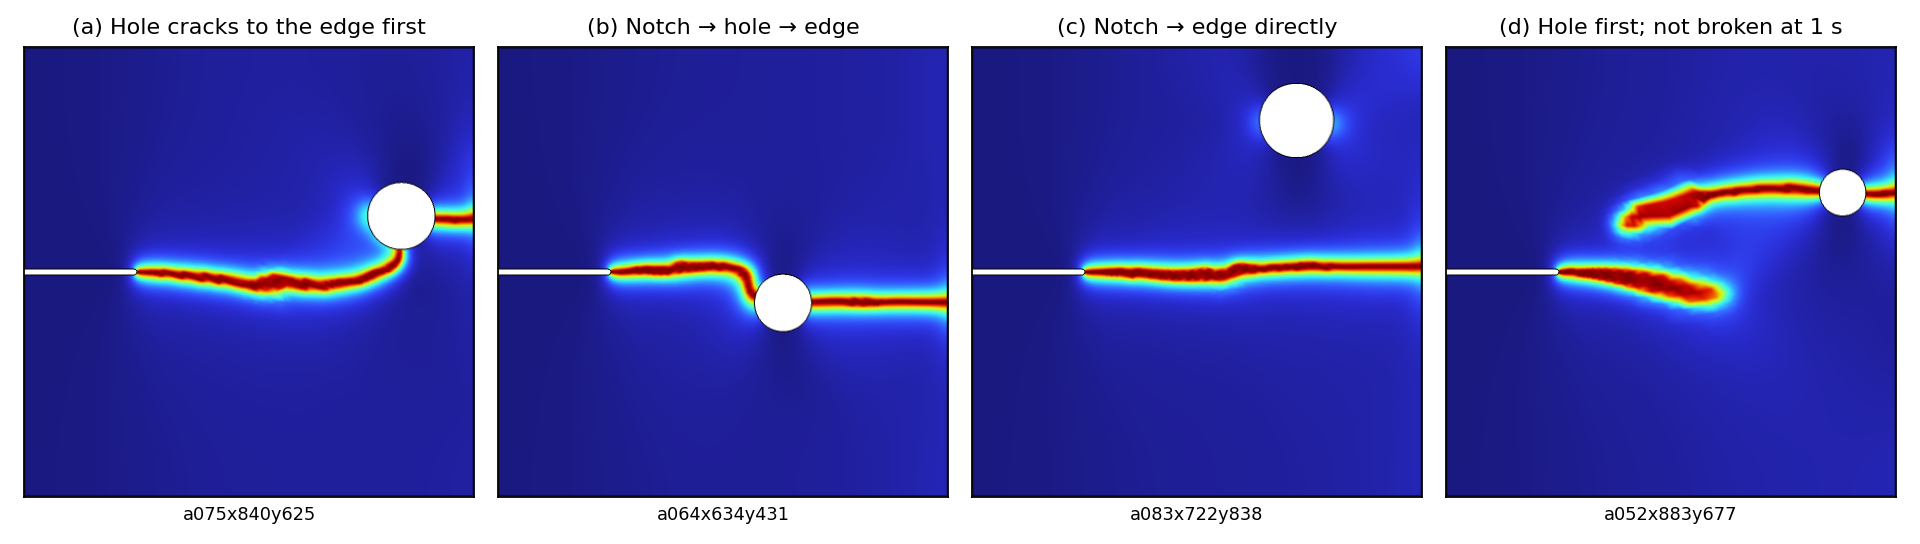 (a) Hole cracks to the edge first
(b) Notch → hole → edge
(c) Notch → edge directly
(d) Hole first; not broken at 1 s
a075x840y625
a064x634y431
a083x722y838
a052x883y677